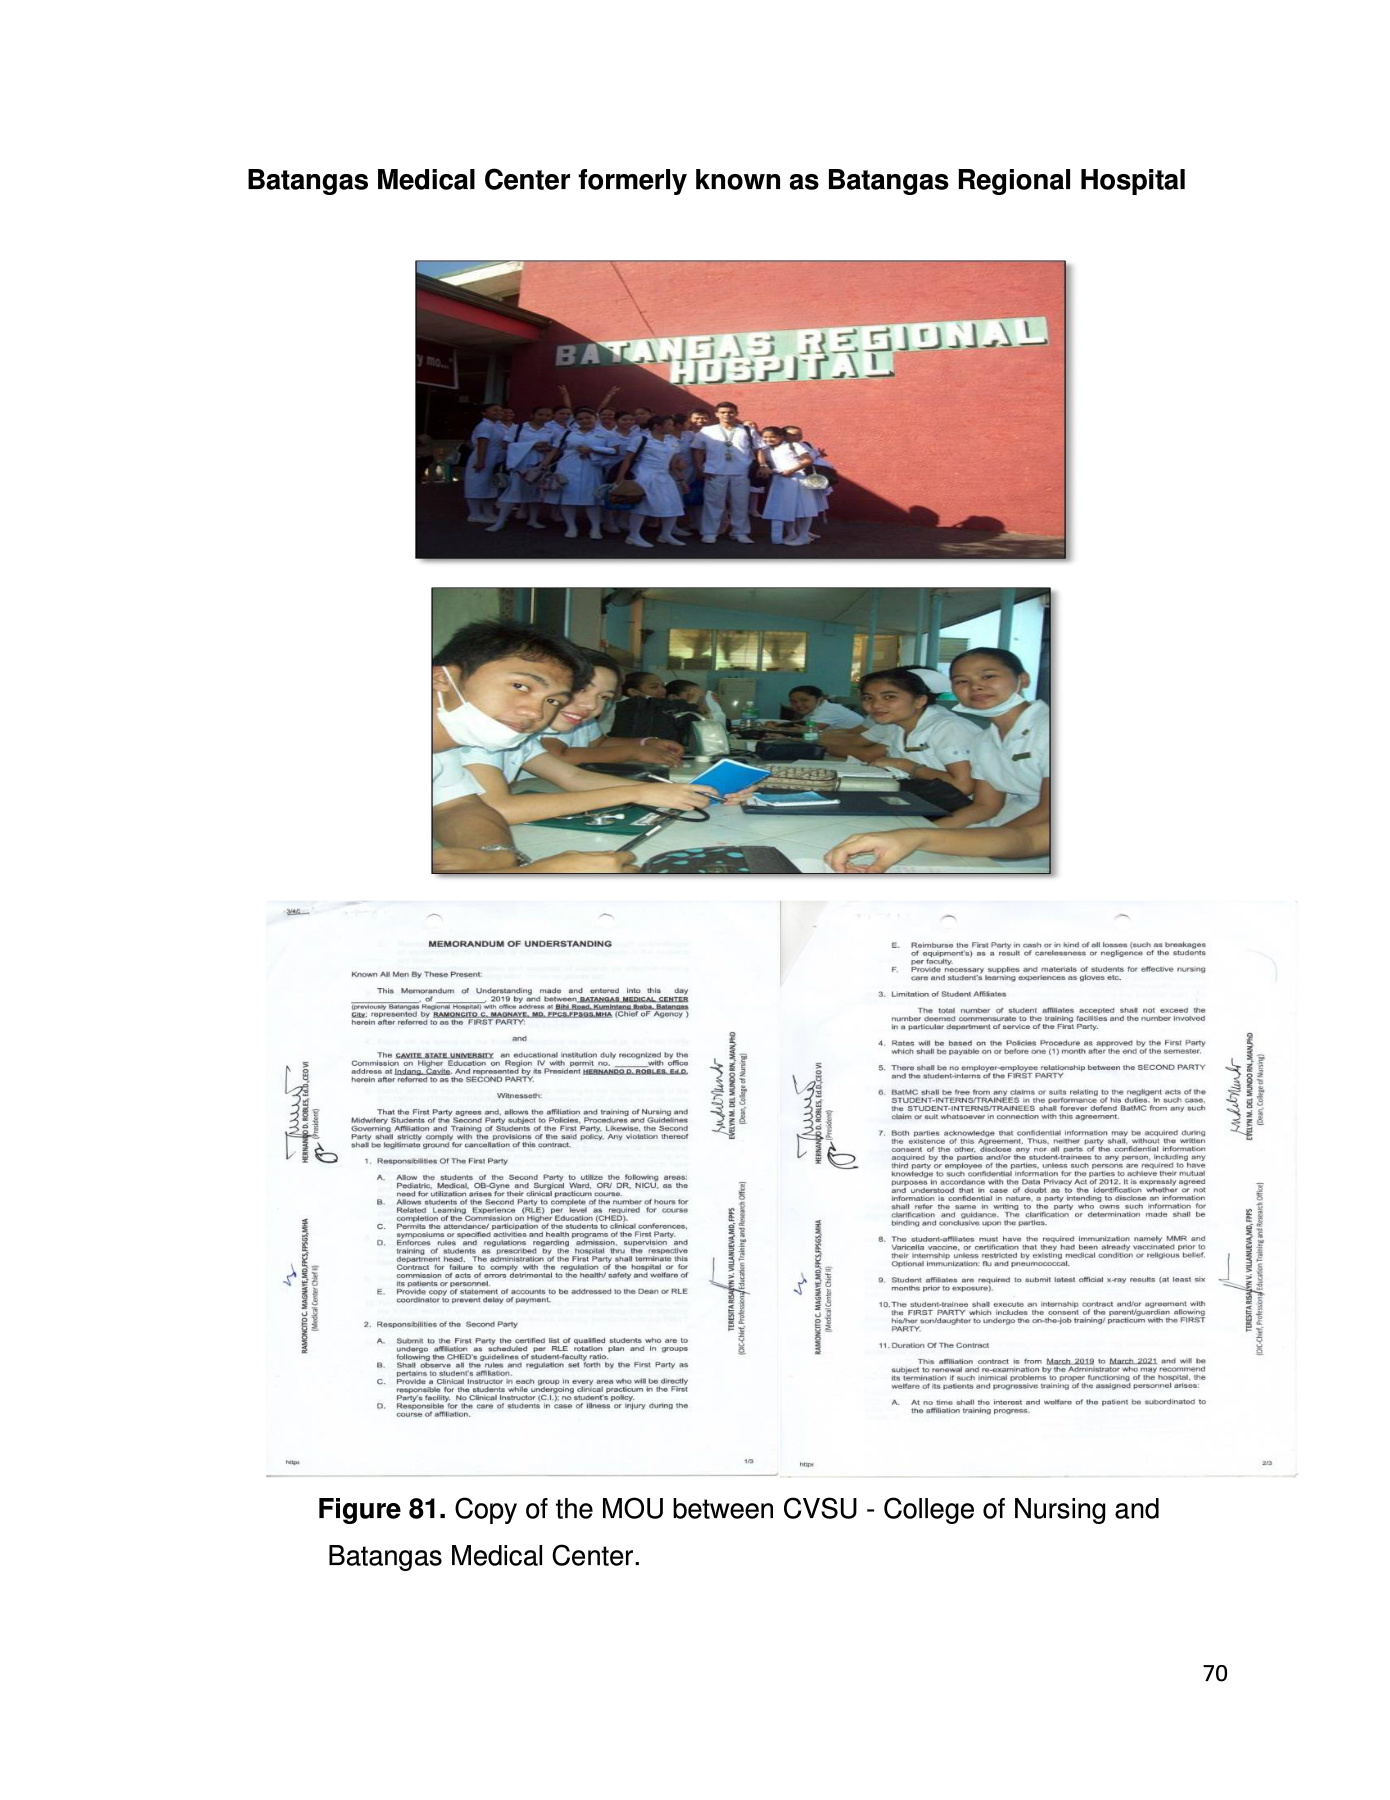 Batangas Medical Center formerly known as Batangas Regional Hospital
y mo..."
BATANGAS REGIONAL
HOSPITAL
MEMORANDUM OF UNDERSTANDING
Known All Men By These Present:
This Memorandum of Understanding made and entered into this day
____________, of _________, 2019 by and between BATANGAS MEDICAL CENTER
(previously Batangas Regional Hospital) with office address at Bihi Road, Kumintang Ibaba, Batangas
City; represented by RAMONCITO C. MAGNAYE, MD, FPCS,FPSGS,MHA (Chief oF Agency )
herein after referred to as the FIRST PARTY:
and
The CAVITE STATE UNIVERSITY an educational institution duly recognized by the
Commission on Higher Education on Region IV with permit no. ______with office
address at Indang, Cavite. And represented by its President HERNANDO D. ROBLES, Ed.D.
herein after referred to as the SECOND PARTY.
Witnesseth:
That the First Party agrees and, allows the affiliation and training of Nursing and
Midwifery Students of the Second Party subject to Policies, Procedures and Guidelines
Governing Affiliation and Training of Students of the First Party, Likewise, the Second
Party shall strictly comply with the provisions of the said policy. Any violation thereof
shall be legitimate ground for cancellation of this contract.
1. Responsibilities Of The First Party
A. Allow the students of the Second Party to utilize the following areas:
Pediatric, Medical, OB-Gyne and Surgical Ward, OR/ DR, NICU, as the
need for utilization arises for their clinical practicum course.
B. Allows students of the Second Party to complete of the number of hours for
Related Learning Experience (RLE) per level as required for course
completion of the Commission on Higher Education (CHED).
C. Permits the attendance/ participation of the students to clinical conferences,
symposiums or specified activities and health programs of the First Party.
D. Enforces rules and regulations regarding admission, supervision and
training of students as prescribed by the hospital thru the respective
department head. The administration of the First Party shall terminate this
Contract for failure to comply with the regulation of the hospital or for
commission of acts of errors detrimental to the health/ safety and welfare of
its patients or personnel.
E. Provide copy of statement of accounts to be addressed to the Dean or RLE
coordinator to prevent delay of payment.
2. Responsibilities of the Second Party
A. Submit to the First Party the certified list of qualified students who are to
undergo affiliation as scheduled per RLE rotation plan and in groups
following the CHED's guidelines of student-faculty ratio.
B. Shall observe all the rules and regulation set forth by the First Party as
pertains to student's affiliation.
C. Provide a Clinical Instructor in each group in every area who will be directly
responsible for the students while undergoing clinical practicum in the First
Party's facility. No Clinical Instructor (C.I.); no student's policy.
D. Responsible for the care of students in case of illness or injury during the
course of affiliation.
HERNANDO D. ROBLES, Ed.D.,CEO VI
(President)
RAMONCITO C. MAGNAYE,MD,FPCS,FPSGS,MHA
(Medical Center Chief II)
EVELYN M. DEL MUNDO RN.,MAN,PhD
(Dean, College of Nursing)
TERESITA RISALYN V. VILLANUEVA,MD, FPPS
(OIC-Chief, Professional Education Training and Research Office)
https
1/3
E. Reimburse the First Party in cash or in kind of all losses (such as breakages
of equipment's) as a result of carelessness or negligence of the students
per faculty.
F. Provide necessary supplies and materials of students for effective nursing
care and student's learning experiences as gloves etc.
3. Limitation of Student Affiliates
The total number of student affiliates accepted shall not exceed the
number deemed commensurate to the training facilities and the number involved
in a particular department of service of the First Party.
4. Rates will be based on the Policies Procedure as approved by the First Party
which shall be payable on or before one (1) month after the end of the semester.
5. There shall be no employer-employee relationship between the SECOND PARTY
and the student-interns of the FIRST PARTY
6. BatMC shall be free from any claims or suits relating to the negligent acts of the
STUDENT-INTERNS/TRAINEES in the performance of his duties. In such case,
the STUDENT-INTERNS/TRAINEES shall forever defend BatMC from any such
claim or suit whatsoever in connection with this agreement.
7. Both parties acknowledge that confidential information may be acquired during
the existence of this Agreement. Thus, neither party shall, without the written
consent of the other, disclose any nor all parts of the confidential information
acquired by the parties and/or the student-trainees to any person, including any
third party or employee of the parties, unless such persons are required to have
knowledge to such confidential information for the parties to achieve their mutual
purposes in accordance with the Data Privacy Act of 2012. It is expressly agreed
and understood that in case of doubt as to the identification whether or not
information is confidential in nature, a party intending to disclose an information
shall refer the same in writing to the party who owns such information for
clarification and guidance. The clarification or determination made shall be
binding and conclusive upon the parties.
8. The student-affiliates must have the required immunization namely MMR and
Varicella vaccine, or certification that they had been already vaccinated prior to
their internship unless restricted by existing medical condition or religious belief.
Optional immunization: flu and pneumococcal.
9. Student affiliates are required to submit latest official x-ray results (at least six
months prior to exposure).
10. The student-trainee shall execute an internship contract and/or agreement with
the FIRST PARTY which includes the consent of the parent/guardian allowing
his/her son/daughter to undergo the on-the-job training/ practicum with the FIRST
PARTY.
11. Duration Of The Contract
This affiliation contract is from March 2019 to March 2021 and will be
subject to renewal and re-examination by the Administrator who may recommend
its termination if such inimical problems to proper functioning of the hospital, the
welfare of its patients and progressive training of the assigned personnel arises:
A. At no time shall the interest and welfare of the patient be subordinated to
the affiliation training progress.
HERNANDO D. ROBLES, Ed.D.,CEO VI
(President)
RAMONCITO C. MAGNAYE,MD,FPCS,FPSGS,MHA
(Medical Center Chief II)
EVELYN M. DEL MUNDO RN.,MAN,PhD
(Dean, College of Nursing)
TERESITA RISALYN V. VILLANUEVA,MD, FPPS
(OIC-Chief, Professional Education Training and Research Office)
https
2/3
Figure 81. Copy of the MOU between CVSU - College of Nursing and
Batangas Medical Center.
70